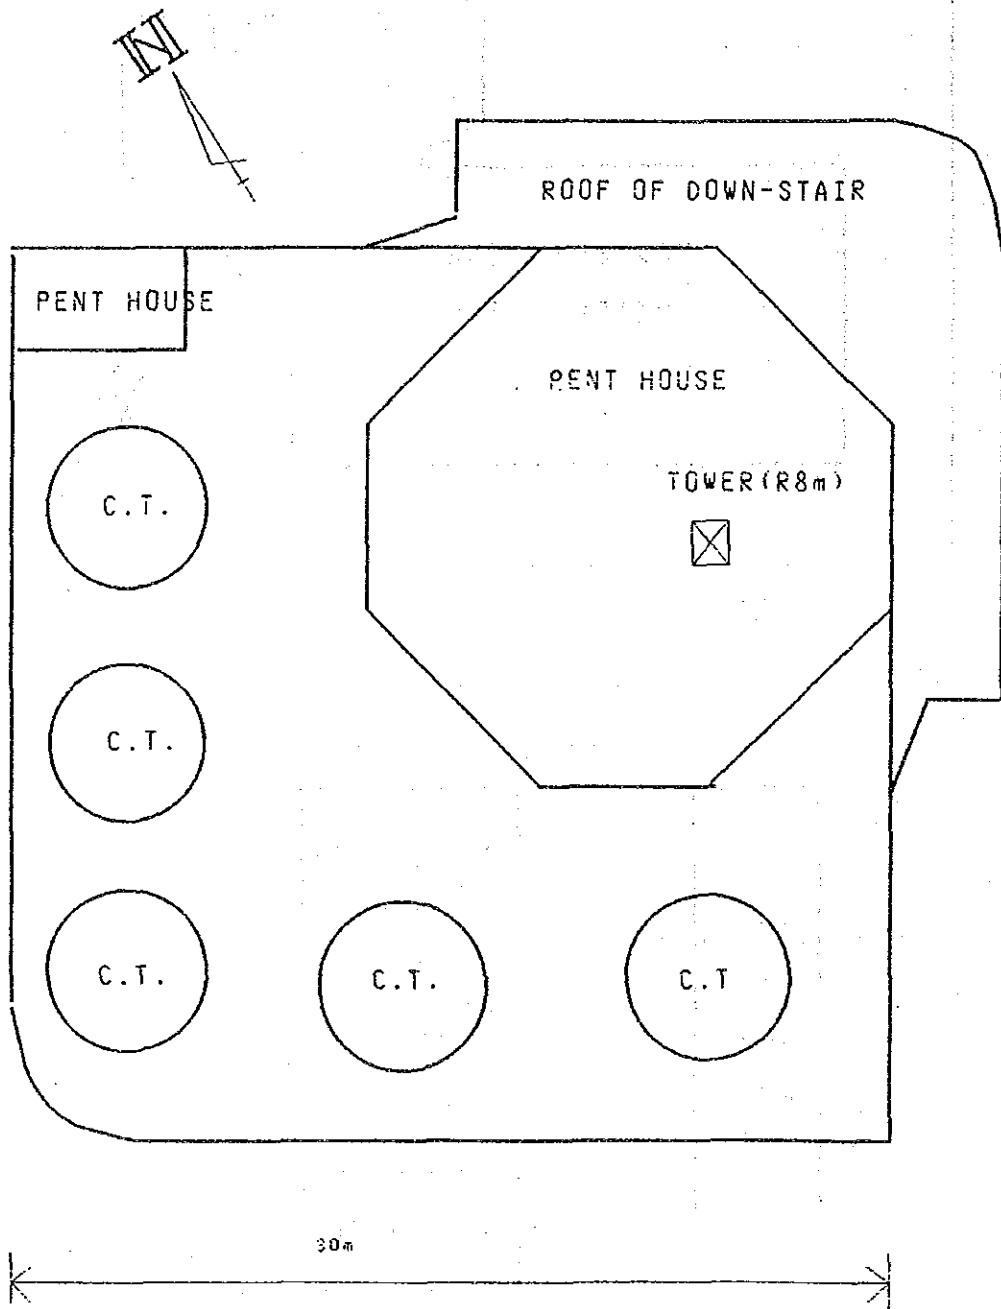 N
ROOF OF DOWN-STAIR
PENT HOUSE
PENT HOUSE
TOWER(R8m)
C.T.
C.T.
C.T.
C.T.
C.T
30m